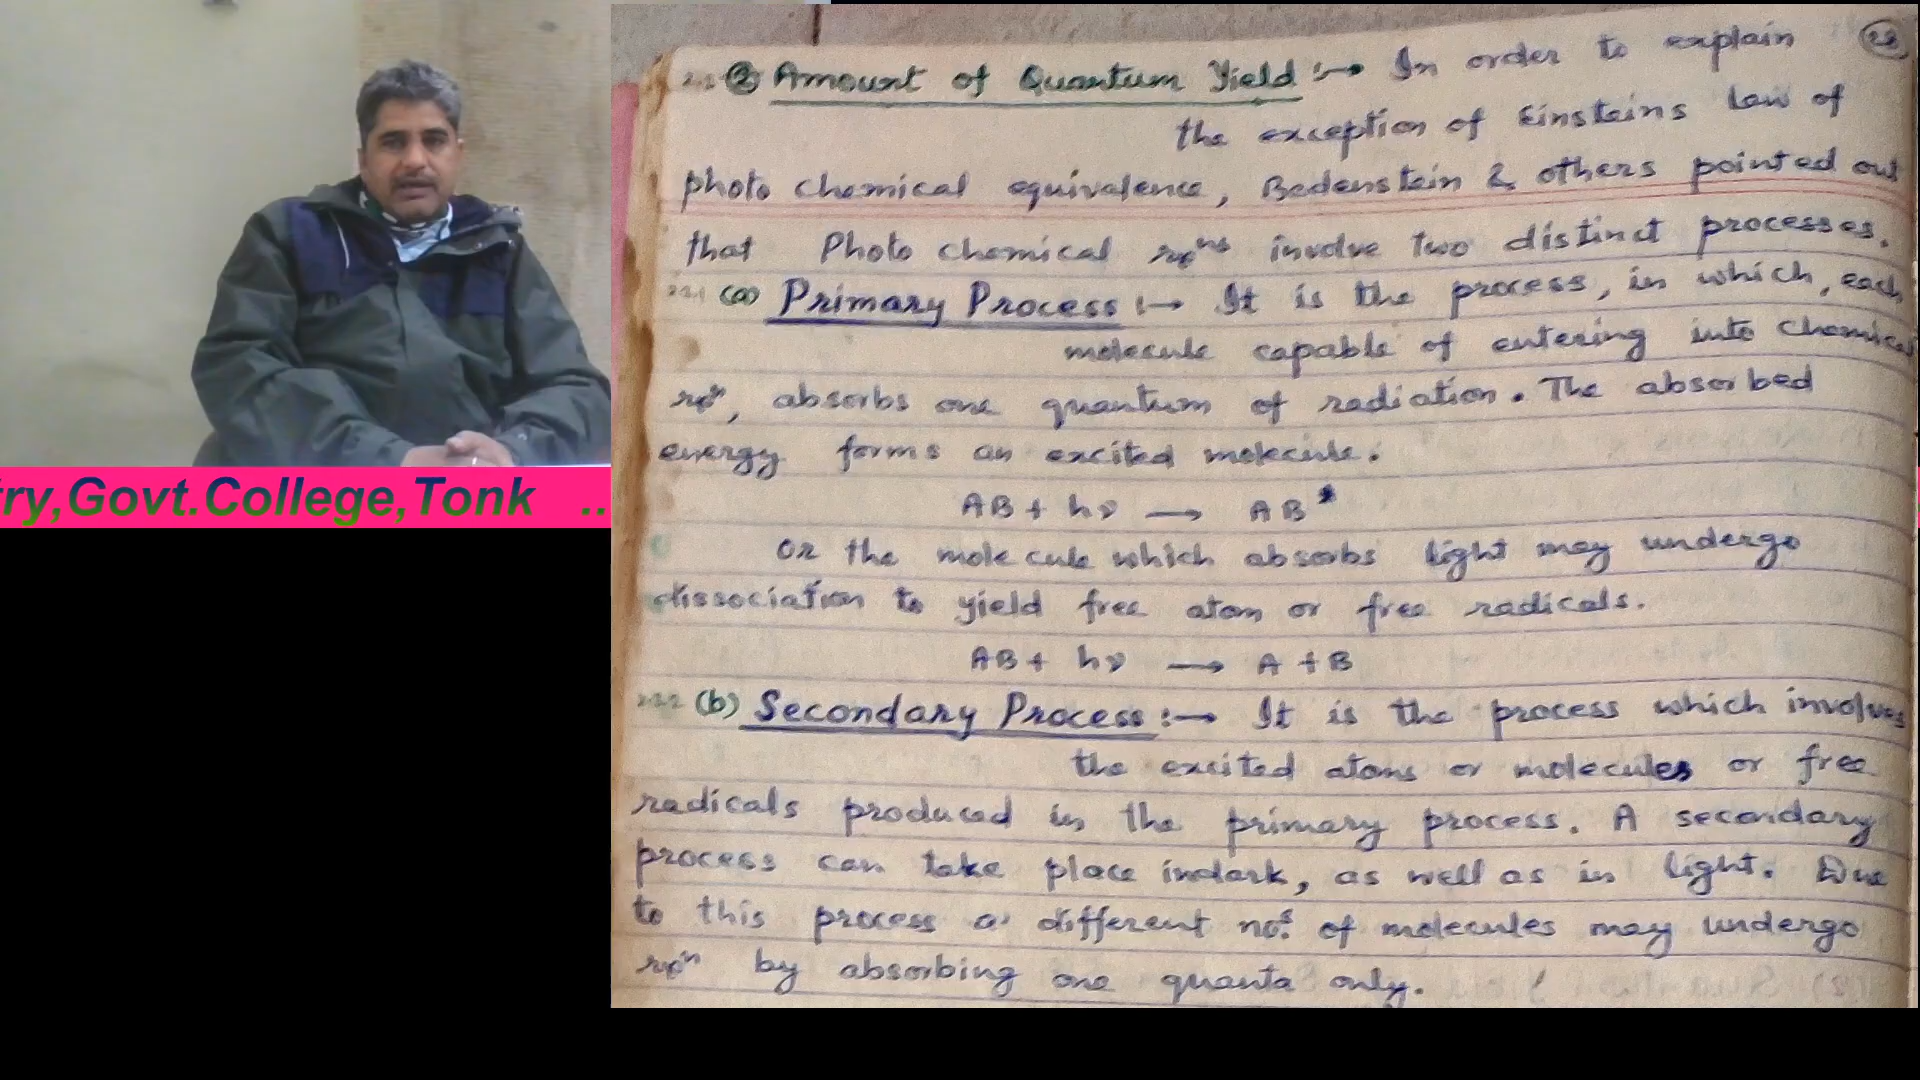 try,Govt.College,Tonk ..
② Amount of Quantum Yield :→ In order to explain
28
the exception of Einsteins Law of
photo chemical equivalence, Bodenstein & others pointed out
that Photo chemical rxⁿˢ involve two distinct processes.
(a) Primary Process :→ It is the process, in which, each
molecule capable of entering into chemical
rxⁿ, absorbs one quantum of radiation. The absorbed
energy forms an excited molecule.
AB + hν → AB*
or the molecule which absorbs light may undergo
dissociation to yield free atom or free radicals.
AB + hν → A + B
(b) Secondary Process :→ It is the process which involves
the excited atoms or molecules or free
radicals produced in the primary process. A secondary
process can take place indark, as well as in light. Due
to this process a different noˢ. of molecules may undergo
rxⁿ by absorbing one quanta only.